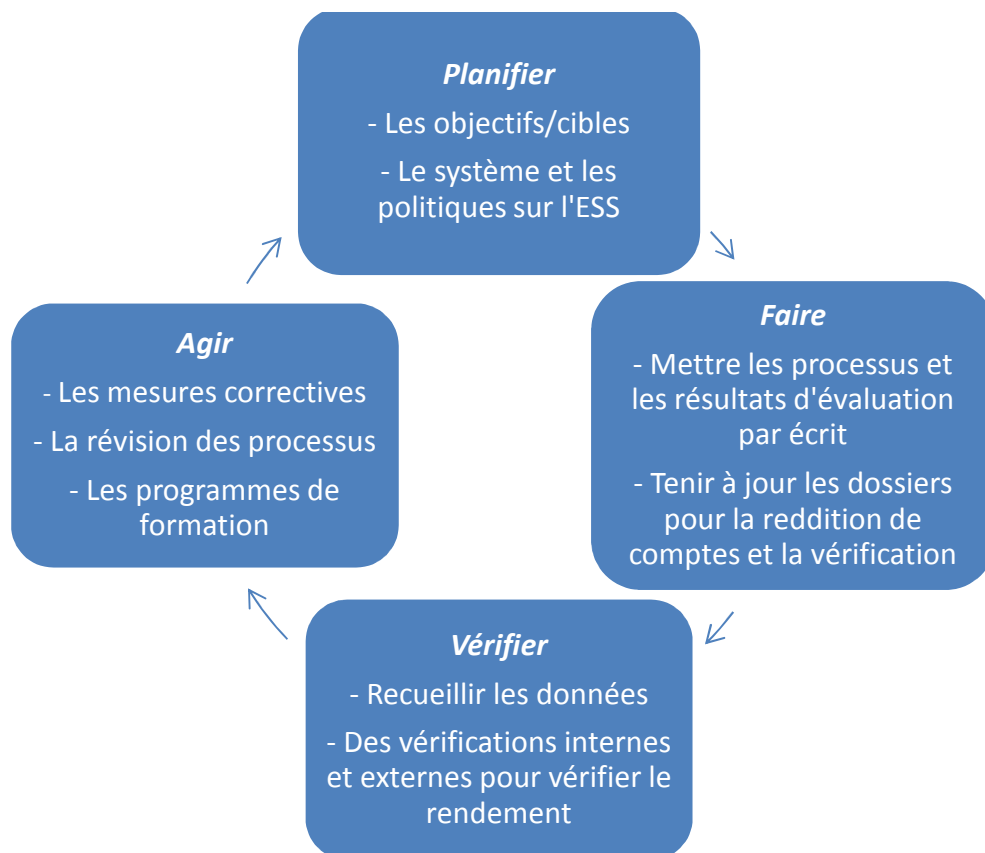 Planifier
- Les objectifs/cibles
- Le système et les
politiques sur l'ESS
Faire
- Mettre les processus et
les résultats d'évaluation
par écrit
- Tenir à jour les dossiers
pour la reddition de
comptes et la vérification
Vérifier
- Recueillir les données
- Des vérifications internes
et externes pour vérifier le
rendement
Agir
- Les mesures correctives
- La révision des processus
- Les programmes de
formation